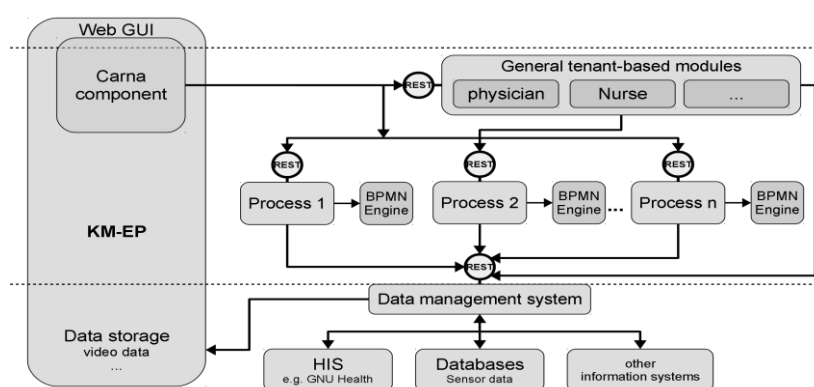 Web GUI
Carna
component
REST
General tenant-based modules
physician
Nurse
...
REST
REST
REST
Process 1
BPMN
Engine
Process 2
BPMN
Engine
...
Process n
BPMN
Engine
KM-EP
REST
Data management system
Data storage
video data
...
HIS
e.g. GNU Health
Databases
Sensor data
other
information systems